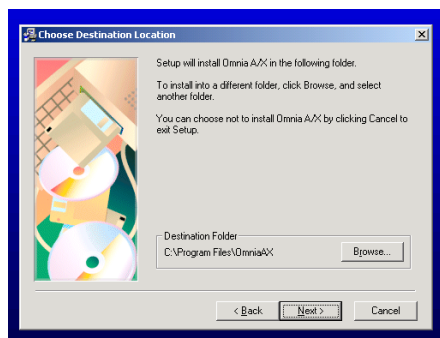 Choose Destination Location
Setup will install Omnia A/X in the following folder.
To install into a different folder, click Browse, and select
another folder.
You can choose not to install Omnia A/X by clicking Cancel to
exit Setup.
Destination Folder
C:\Program Files\OmniaAX
Browse...
< Back
Next >
Cancel